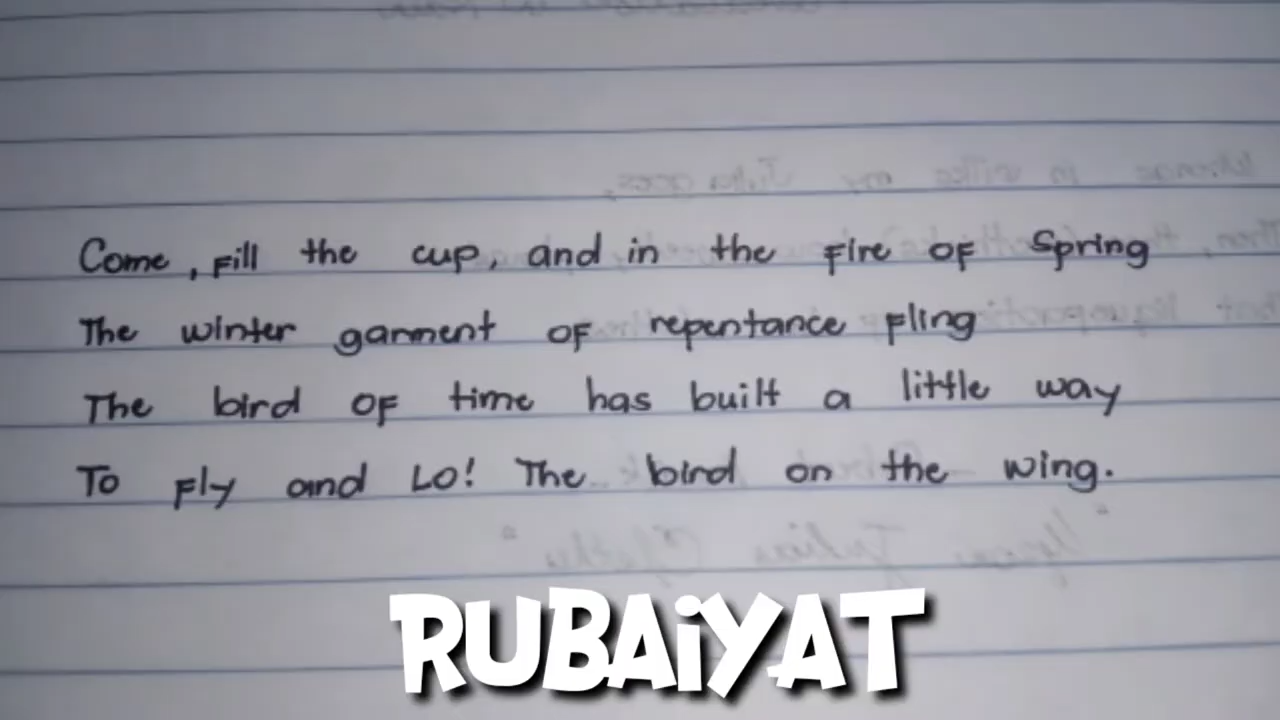 Come, fill the cup, and in the fire of Spring
The winter garment of repentance fling
The bird of time has built a little way
To fly and LO! The bird on the wing.
RUBAiYAT